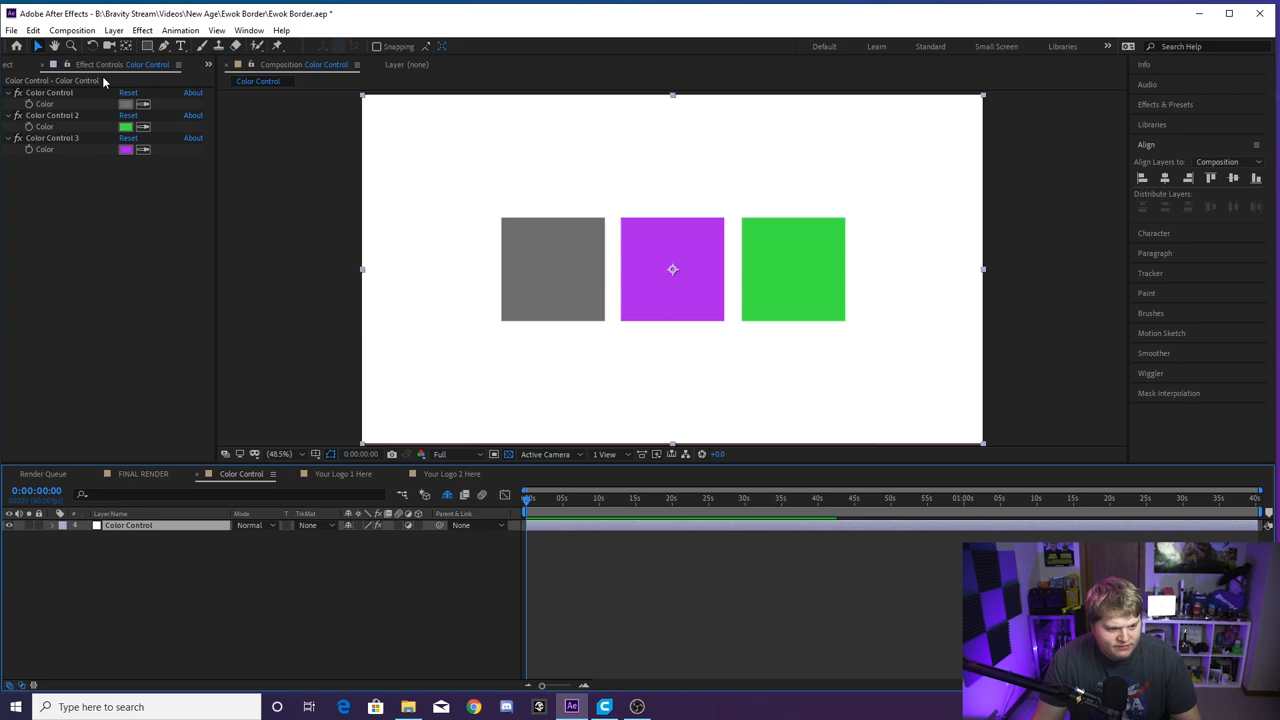 Adobe After Effects - B:\Bravity Stream\Videos\New Age\Ewok Border\Ewok Border.aep *
File Edit Composition Layer Effect Animation View Window Help
Snapping Default Learn Standard Small Screen Libraries Search Help
ect Effect Controls Color Control Composition Color Control Layer (none) Info
Color Control - Color Control Color Control Audio
Color Control Reset About
Color Effects & Presets
Color Control 2 Reset About
Color Libraries
Color Control 3 Reset About
Color Align
Align Layers to: Composition
Distribute Layers:
Character
Paragraph
Tracker
Paint
Brushes
Motion Sketch
Smoother
Wiggler
Mask Interpolation
(48.5%) 0:00:00:00 Full Active Camera 1 View +0.0
Render Queue FINAL RENDER Color Control Your Logo 1 Here Your Logo 2 Here
0:00:00:00
00000 (60.00 fps)
00s 05s 10s 15s 20s 25s 30s 35s 40s 45s 50s 55s 01:00s 05s 10s 15s 20s 25s 30s 35s 40s
# Layer Name Mode T TrkMat Parent & Link
4 Color Control Normal None None
Type here to search